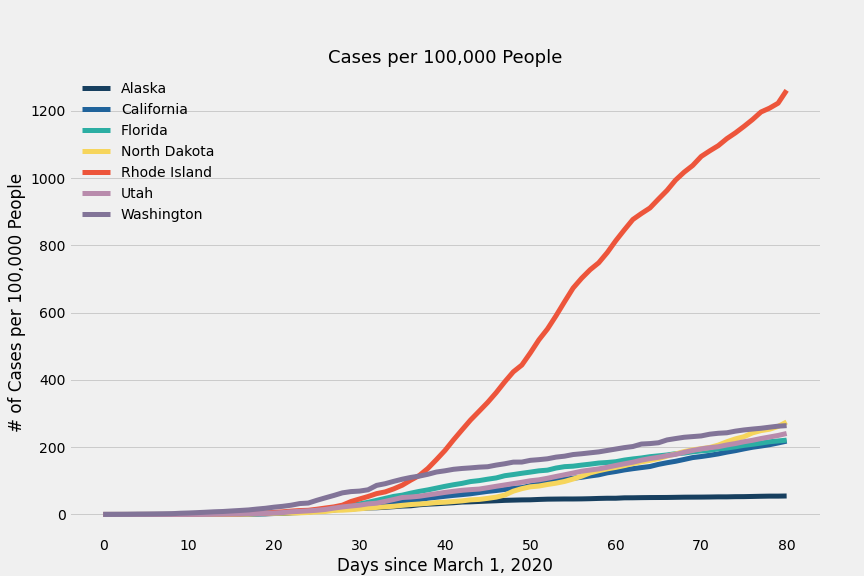 Cases per 100,000 People
Alaska
California
Florida
North Dakota
Rhode Island
Utah
Washington
# of Cases per 100,000 People
1200
1000
800
600
400
200
0
0 10 20 30 40 50 60 70 80
Days since March 1, 2020